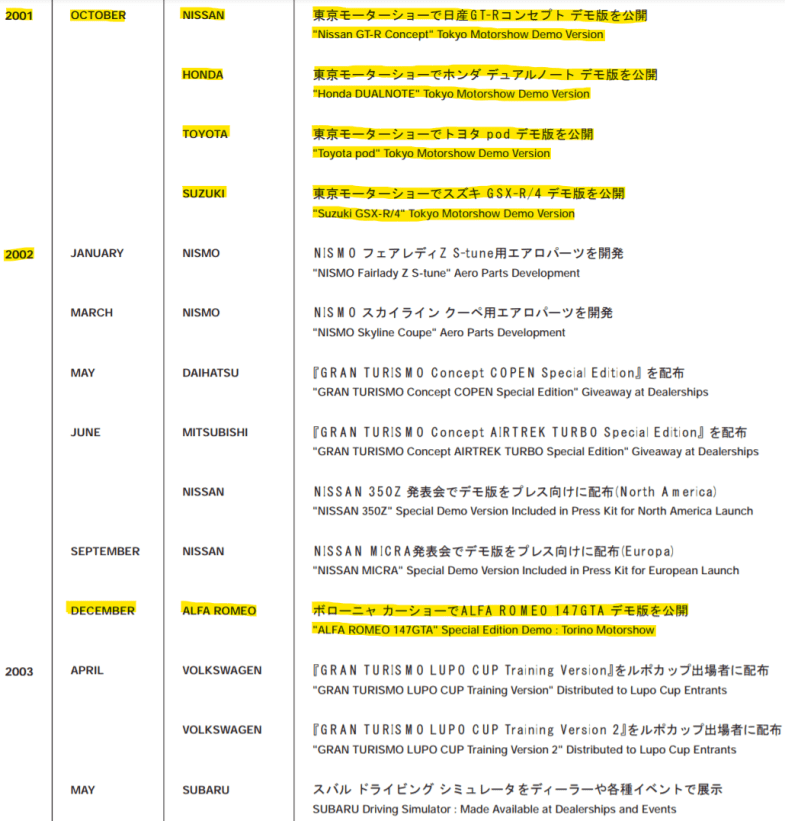 2001 OCTOBER NISSAN 東京モーターショーで日産GT-Rコンセプト デモ版を公開
"Nissan GT-R Concept" Tokyo Motorshow Demo Version
HONDA 東京モーターショーでホンダ デュアルノート デモ版を公開
"Honda DUALNOTE" Tokyo Motorshow Demo Version
TOYOTA 東京モーターショーでトヨタ pod デモ版を公開
"Toyota pod" Tokyo Motorshow Demo Version
SUZUKI 東京モーターショーでスズキ GSX-R/4 デモ版を公開
"Suzuki GSX-R/4" Tokyo Motorshow Demo Version
2002 JANUARY NISMO NISMO フェアレディZ S-tune用エアロパーツを開発
"NISMO Fairlady Z S-tune" Aero Parts Development
MARCH NISMO NISMO スカイライン クーペ用エアロパーツを開発
"NISMO Skyline Coupe" Aero Parts Development
MAY DAIHATSU 『GRAN TURISMO Concept COPEN Special Edition』 を配布
"GRAN TURISMO Concept COPEN Special Edition" Giveaway at Dealerships
JUNE MITSUBISHI 『GRAN TURISMO Concept AIRTREK TURBO Special Edition』 を配布
"GRAN TURISMO Concept AIRTREK TURBO Special Edition" Giveaway at Dealerships
NISSAN NISSAN 350Z 発表会でデモ版をプレス向けに配布(North America)
"NISSAN 350Z" Special Demo Version Included in Press Kit for North America Launch
SEPTEMBER NISSAN NISSAN MICRA発表会でデモ版をプレス向けに配布(Europa)
"NISSAN MICRA" Special Demo Version Included in Press Kit for European Launch
DECEMBER ALFA ROMEO ボローニャ カーショーでALFA ROMEO 147GTA デモ版を公開
"ALFA ROMEO 147GTA" Special Edition Demo : Torino Motorshow
2003 APRIL VOLKSWAGEN 『GRAN TURISMO LUPO CUP Training Version』をルポカップ出場者に配布
"GRAN TURISMO LUPO CUP Training Version" Distributed to Lupo Cup Entrants
VOLKSWAGEN 『GRAN TURISMO LUPO CUP Training Version 2』をルポカップ出場者に配布
"GRAN TURISMO LUPO CUP Training Version 2" Distributed to Lupo Cup Entrants
MAY SUBARU スバル ドライビング シミュレータをディーラーや各種イベントで展示
SUBARU Driving Simulator : Made Available at Dealerships and Events